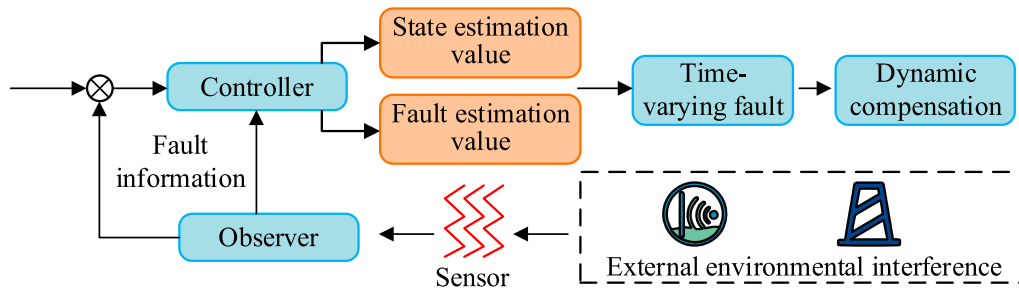 State estimation
value
Controller
Fault estimation
value
Time-
varying fault
Dynamic
compensation
Fault
information
Observer
Sensor
External environmental interference